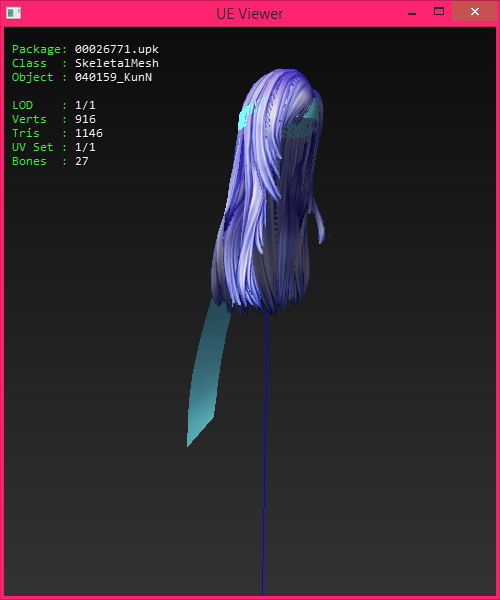 UE Viewer
Package: 00026771.upk
Class : SkeletalMesh
Object : 040159_KunN
LOD : 1/1
Verts : 916
Tris : 1146
UV Set : 1/1
Bones : 27